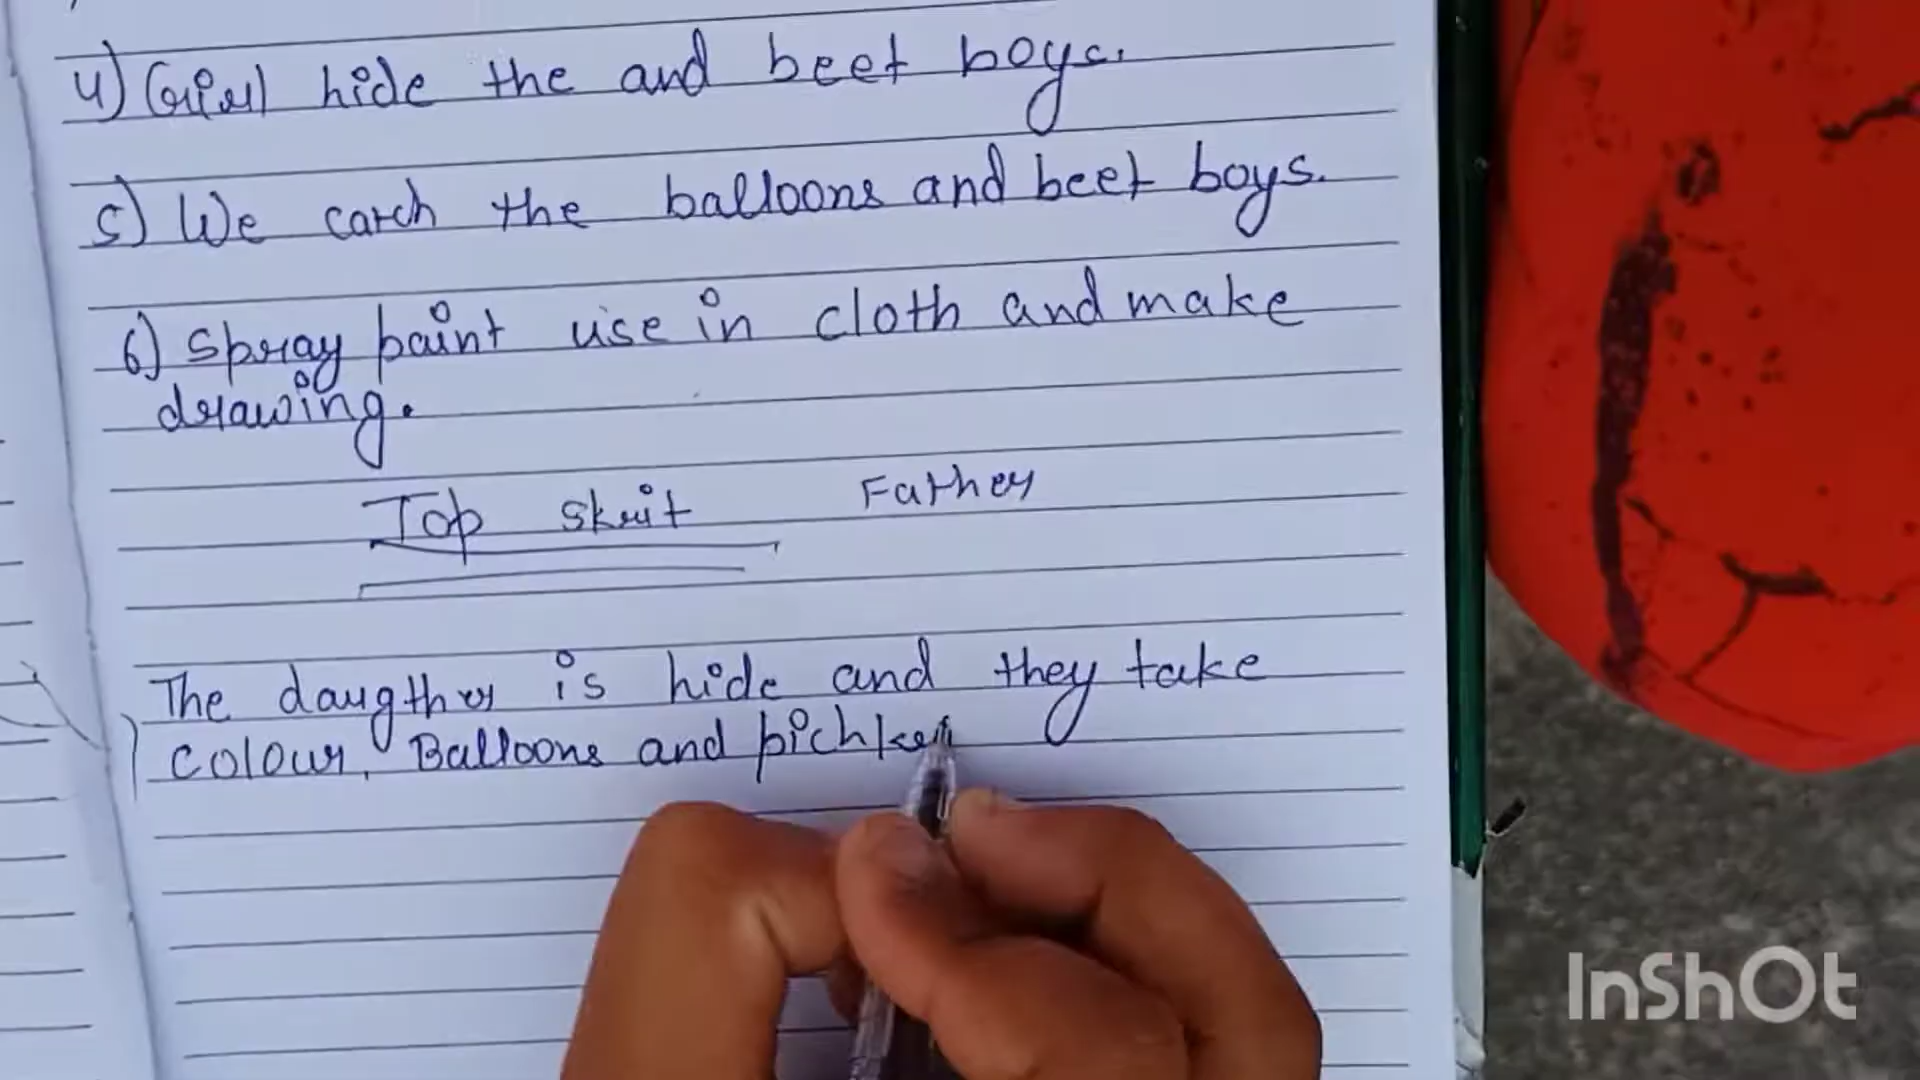 4) Girl hide the and beet boys.
5) We catch the balloons and beet boys.
6) Spray paint use in cloth and make
drawing.
Top skrit Father
The daugther is hide and they take
colour, Balloons and pichke
InShOt